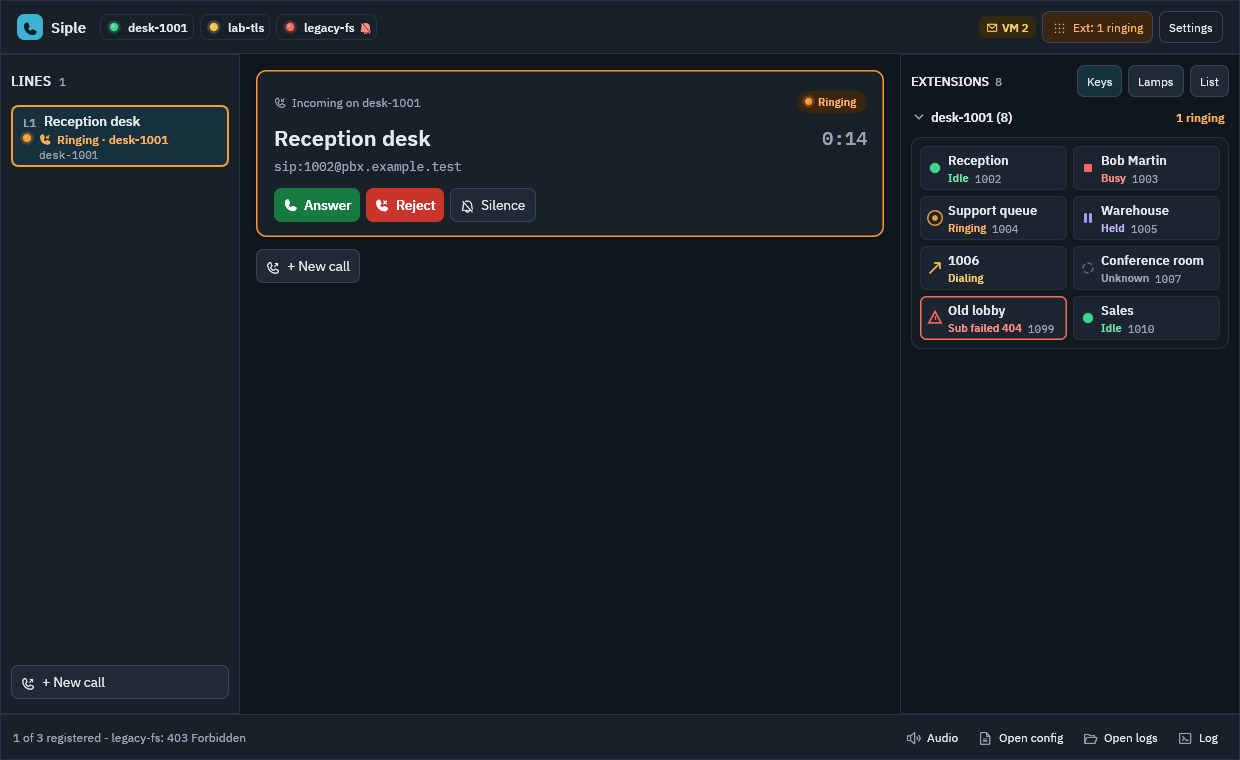 Siple
desk-1001
lab-tls
legacy-fs
VM 2
Ext: 1 ringing
Settings
LINES 1
L1 Reception desk
Ringing · desk-1001
desk-1001
+ New call
Incoming on desk-1001
Ringing
Reception desk
0:14
sip:1002@pbx.example.test
Answer
Reject
Silence
+ New call
EXTENSIONS 8
Keys
Lamps
List
desk-1001 (8)
1 ringing
Reception
Idle 1002
Bob Martin
Busy 1003
Support queue
Ringing 1004
Warehouse
Held 1005
1006
Dialing
Conference room
Unknown 1007
Old lobby
Sub failed 404 1099
Sales
Idle 1010
1 of 3 registered - legacy-fs: 403 Forbidden
Audio
Open config
Open logs
Log